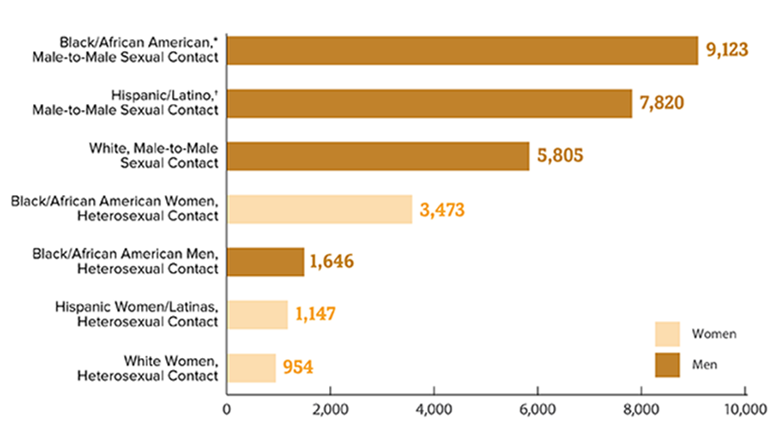 Black/African American,*
Male-to-Male Sexual Contact
9,123
Hispanic/Latino,†
Male-to-Male Sexual Contact
7,820
White, Male-to-Male
Sexual Contact
5,805
Black/African American Women,
Heterosexual Contact
3,473
Black/African American Men,
Heterosexual Contact
1,646
Hispanic Women/Latinas,
Heterosexual Contact
1,147
White Women,
Heterosexual Contact
954
Women
Men
0 2,000 4,000 6,000 8,000 10,000